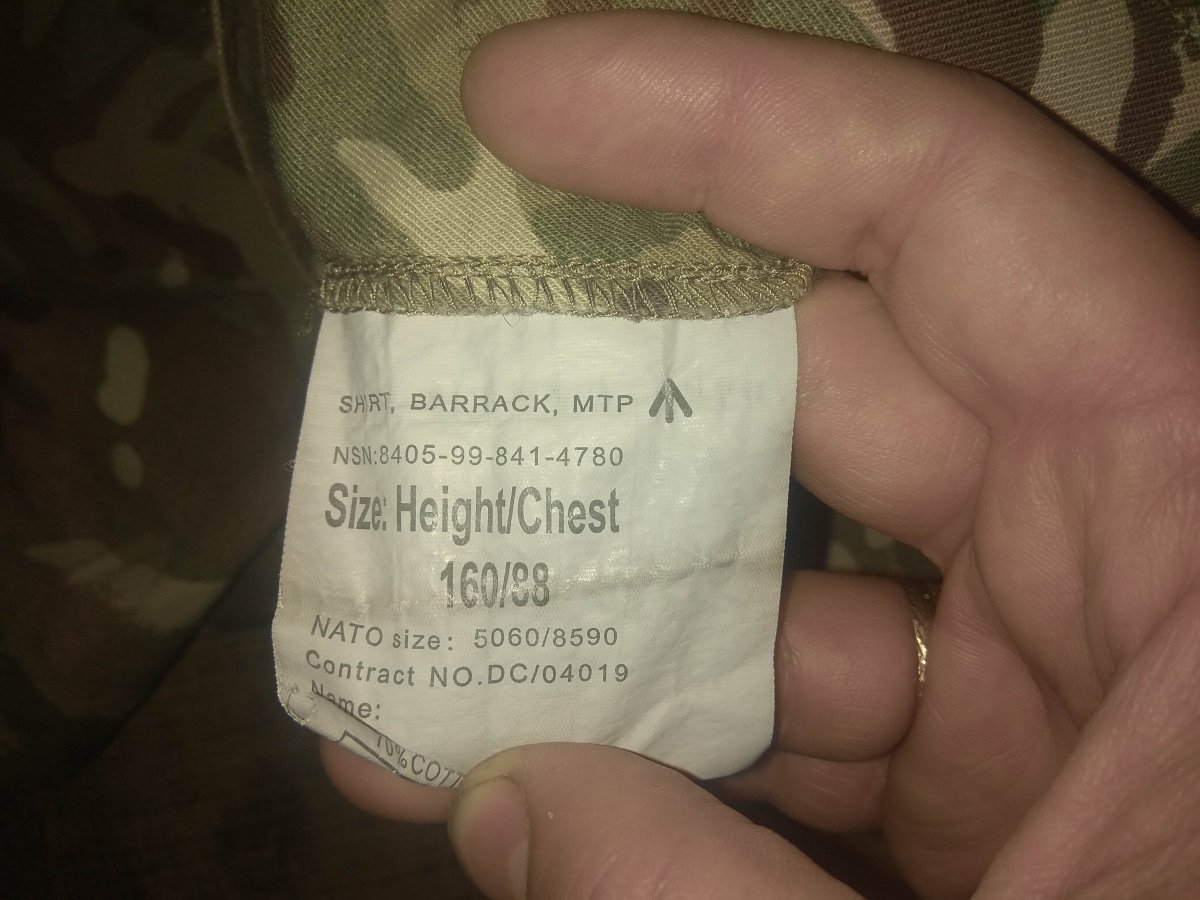 SHIRT, BARRACK, MTP
NSN:8405-99-841-4780
Size: Height/Chest
160/88
NATO size: 5060/8590
Contract NO.DC/04019
Name: